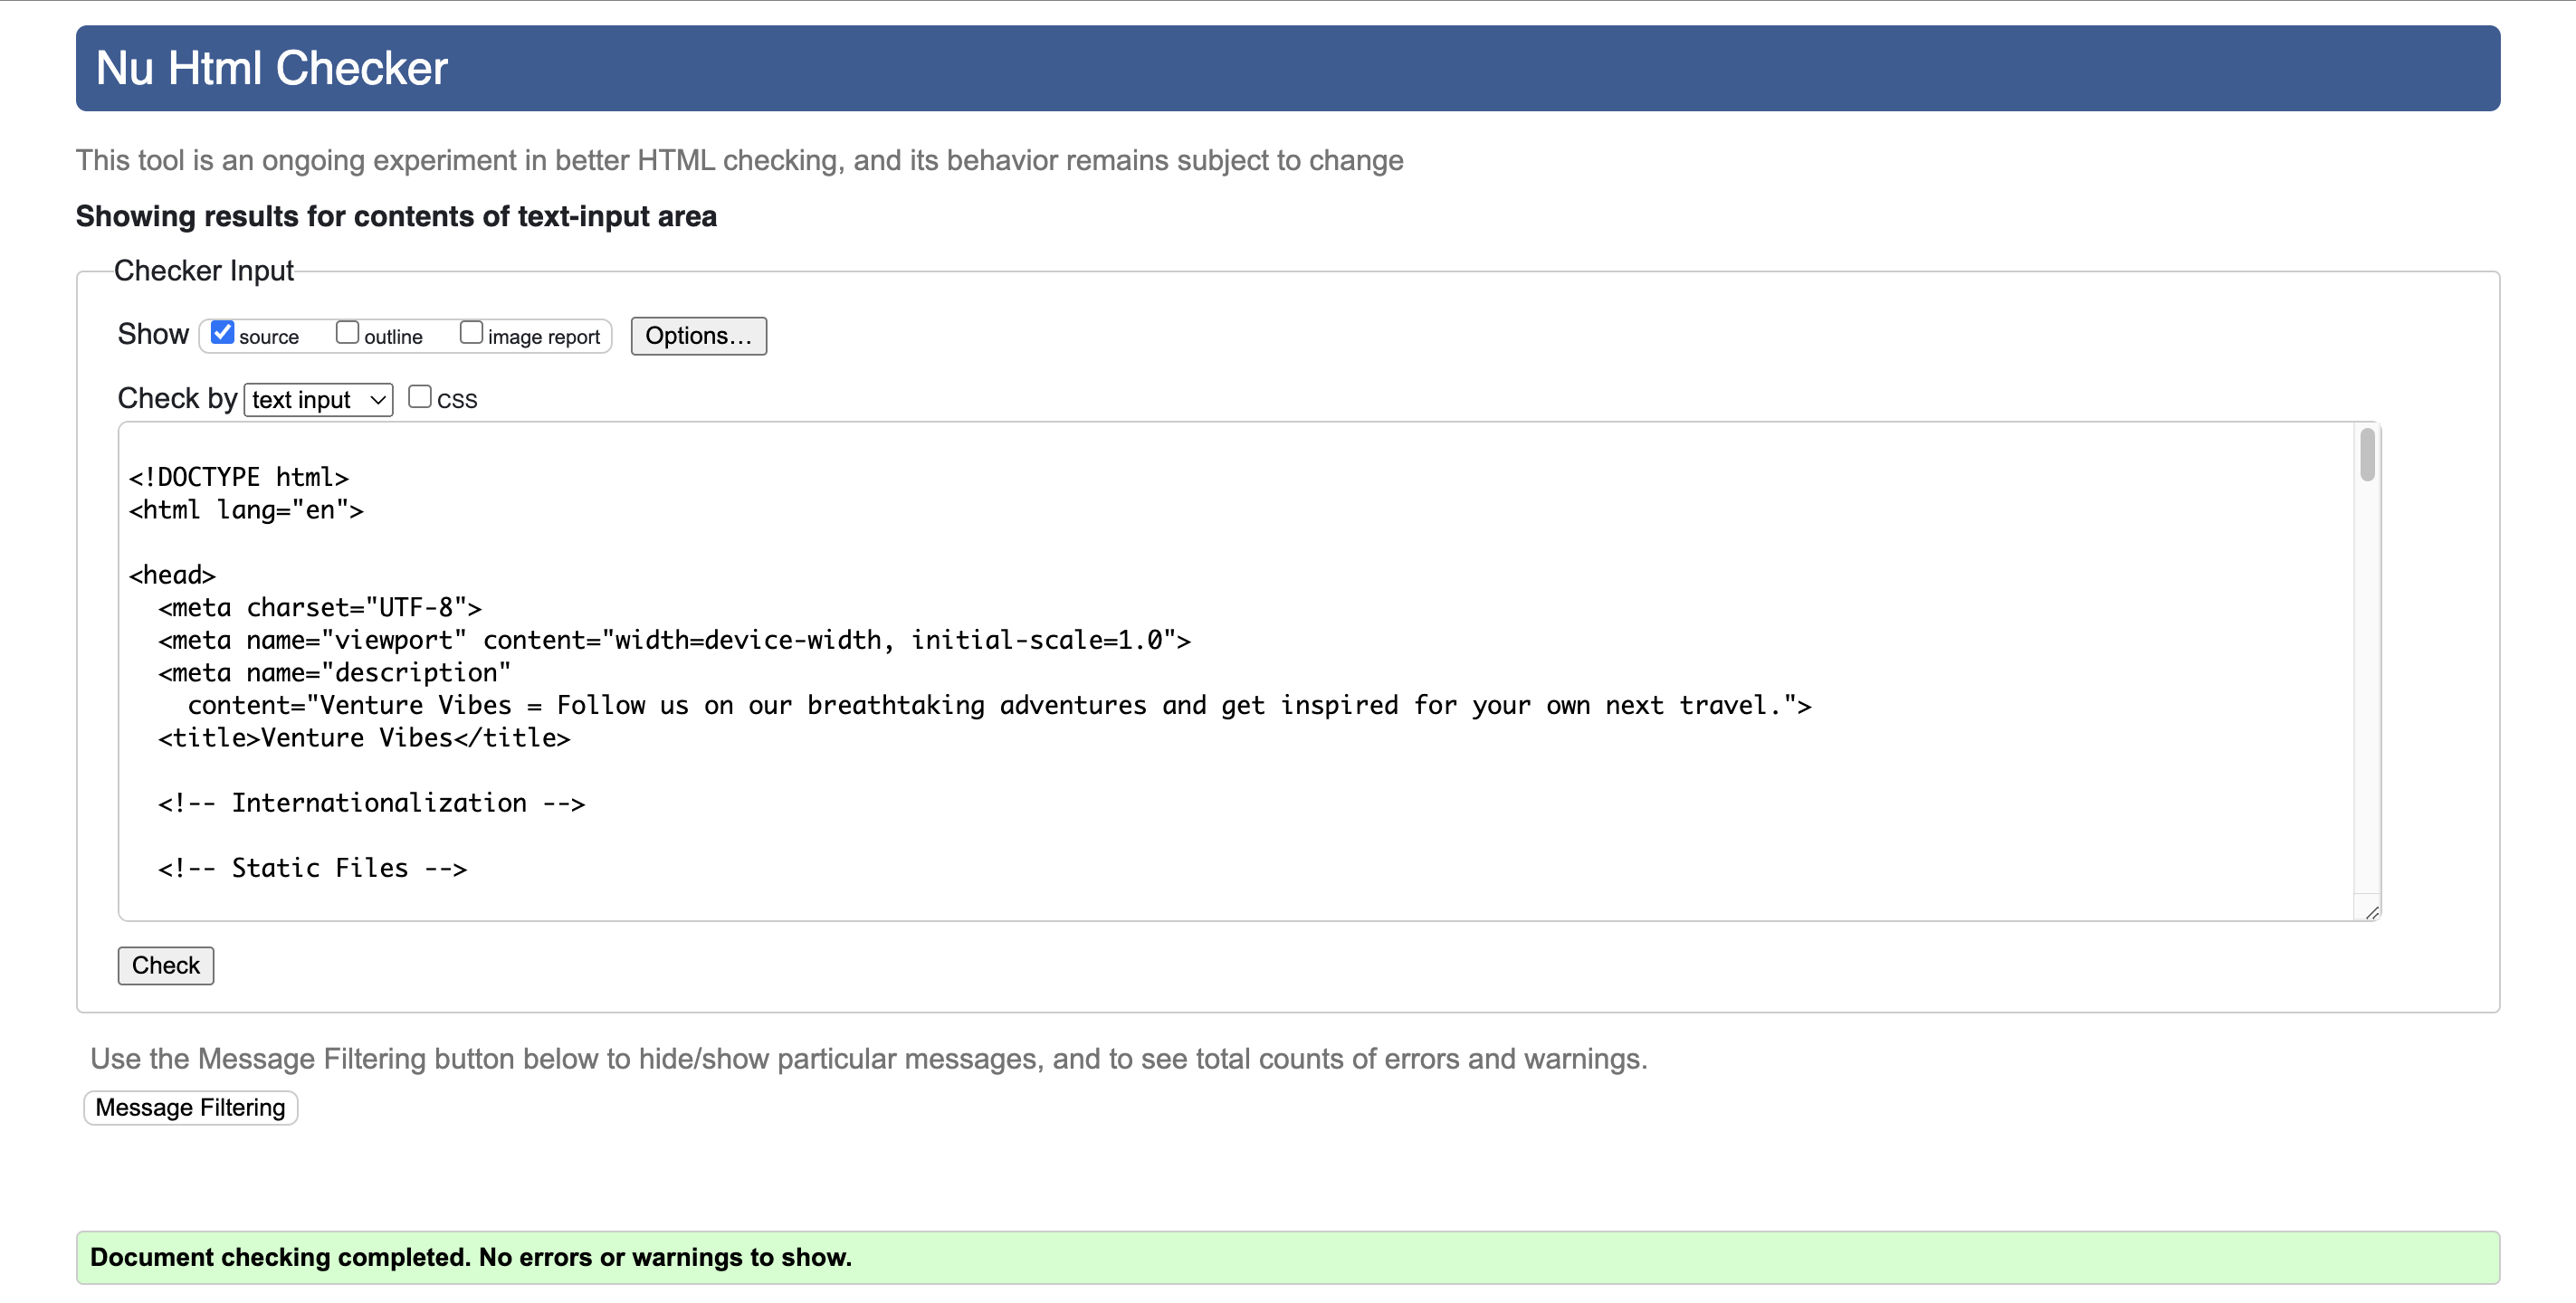 Nu Html Checker
This tool is an ongoing experiment in better HTML checking, and its behavior remains subject to change
Showing results for contents of text-input area
Checker Input
Show source outline image report Options...
Check by text input CSS
<!DOCTYPE html>
<html lang="en">
<head>
<meta charset="UTF-8">
<meta name="viewport" content="width=device-width, initial-scale=1.0">
<meta name="description"
content="Venture Vibes = Follow us on our breathtaking adventures and get inspired for your own next travel.">
<title>Venture Vibes</title>
<!-- Internationalization -->
<!-- Static Files -->
Check
Use the Message Filtering button below to hide/show particular messages, and to see total counts of errors and warnings.
Message Filtering
Document checking completed. No errors or warnings to show.